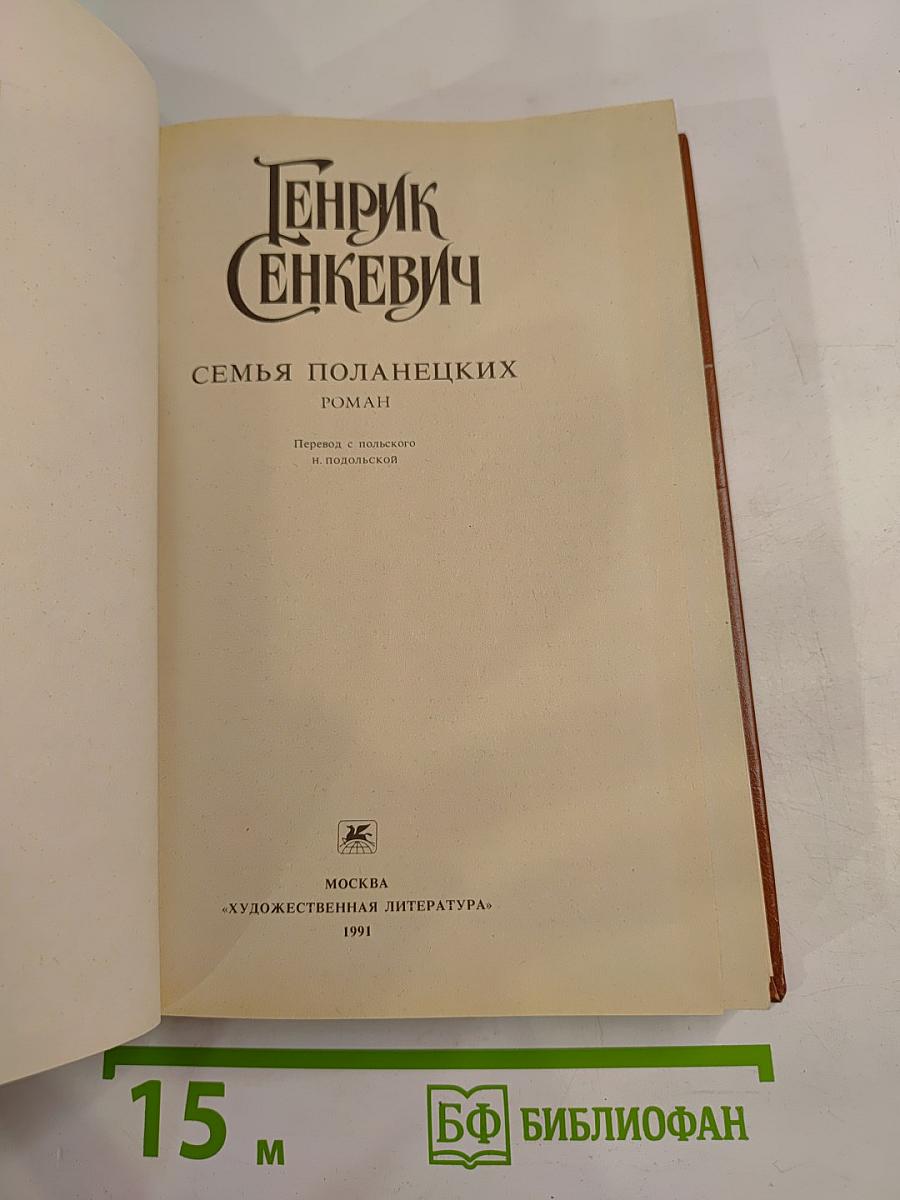 ГЕНРИК
СЕНКЕВИЧ
СЕМЬЯ ПОЛАНЕЦКИХ
РОМАН
Перевод с польского
Н. ПОДОЛЬСКОЙ
МОСКВА
«ХУДОЖЕСТВЕННАЯ ЛИТЕРАТУРА»
1991
15 м
БФ БИБЛИОФАН